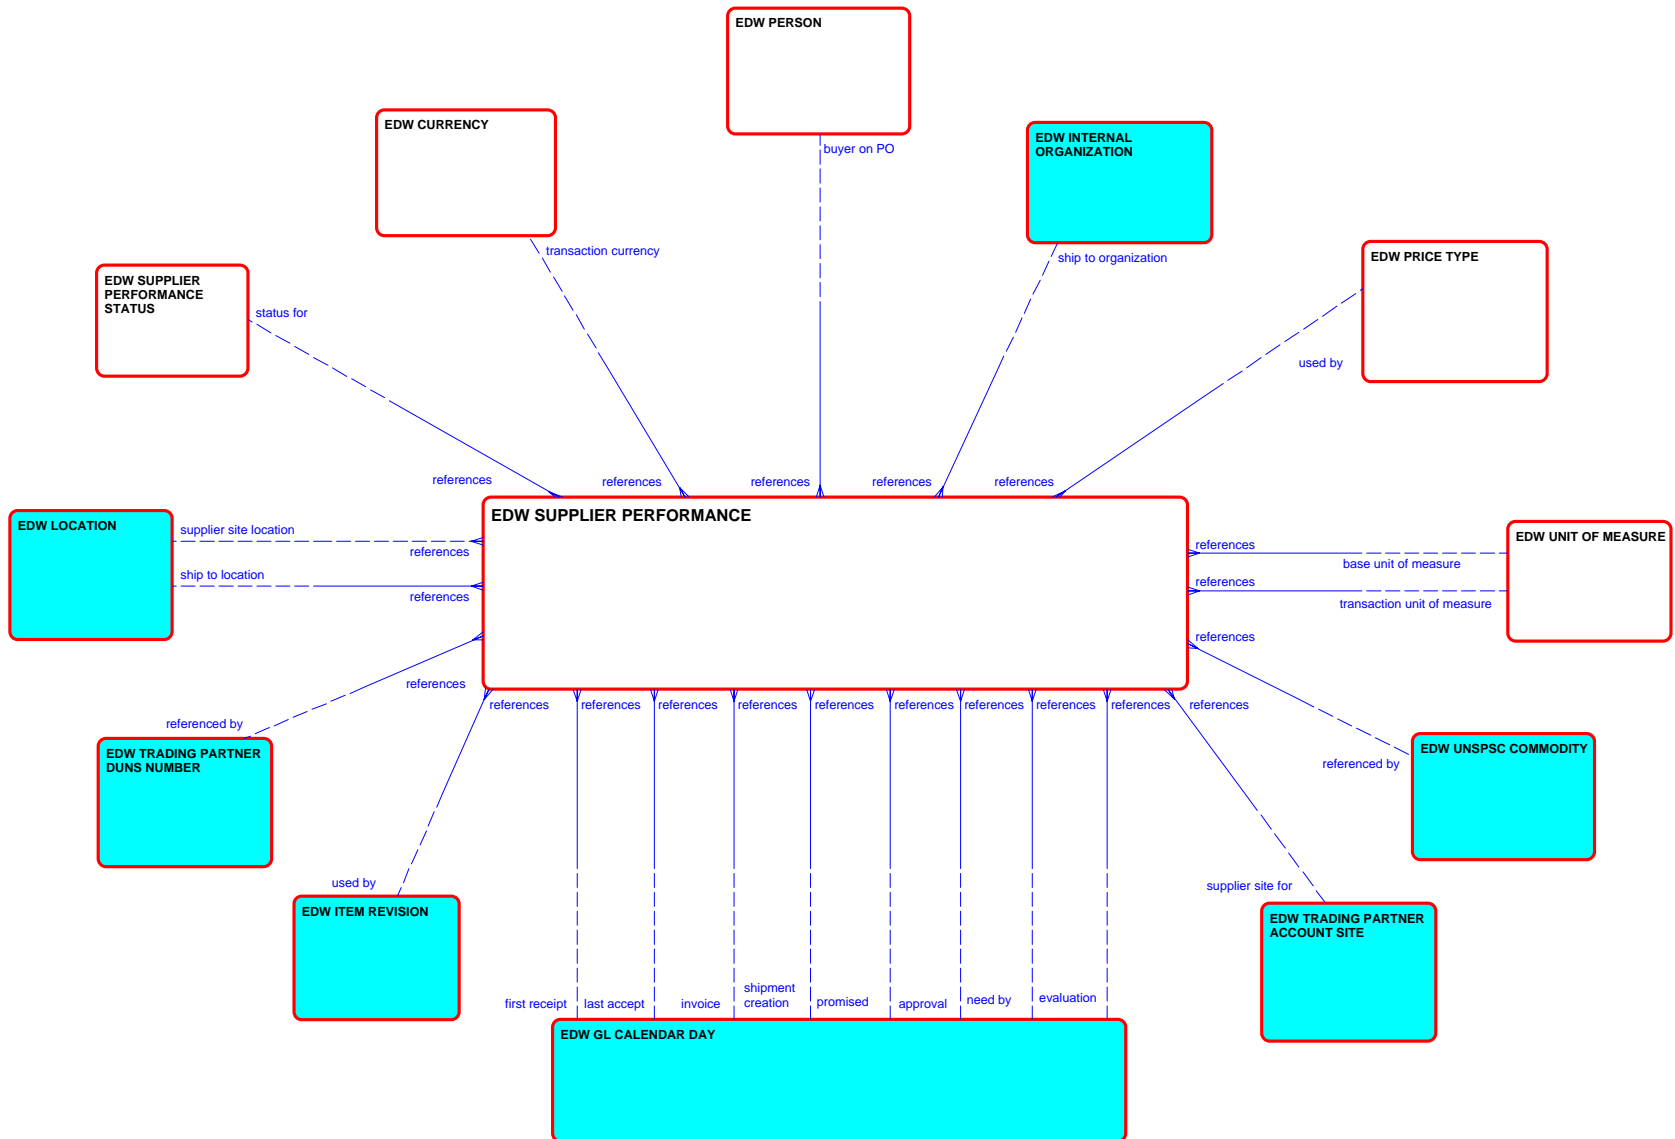 EDW PERSON
EDW CURRENCY
EDW INTERNAL
ORGANIZATION
buyer on PO
transaction currency
ship to organization
EDW PRICE TYPE
EDW SUPPLIER
PERFORMANCE
STATUS
status for
used by
references
references
references
references
references
EDW LOCATION
supplier site location
references
ship to location
references
EDW SUPPLIER PERFORMANCE
references
base unit of measure
references
transaction unit of measure
EDW UNIT OF MEASURE
references
references
referenced by
EDW TRADING PARTNER
DUNS NUMBER
references
references
references
references
references
references
references
references
references
references
EDW UNSPSC COMMODITY
referenced by
used by
EDW ITEM REVISION
supplier site for
EDW TRADING PARTNER
ACCOUNT SITE
first receipt
last accept
invoice
shipment
creation
promised
approval
need by
evaluation
EDW GL CALENDAR DAY